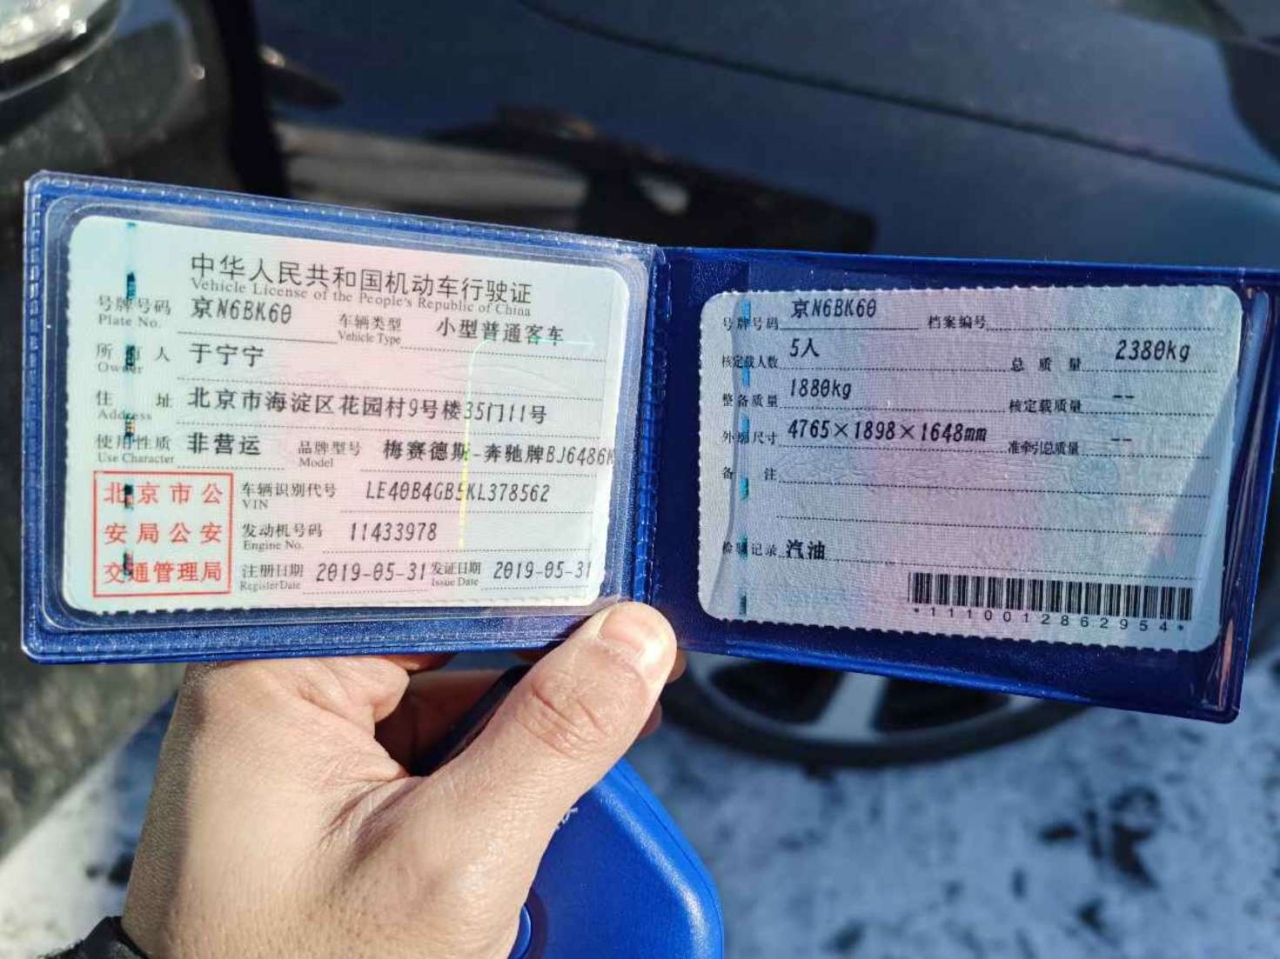 中华人民共和国机动车行驶证
Vehicle License of the People's Republic of China
号牌号码 京N6BK60 车辆类型 小型普通客车
Plate No. Vehicle Type
所有人 于宁宁
Owner
住址 北京市海淀区花园村9号楼35门11号
Address
使用性质 非营运 品牌型号 梅赛德斯-奔驰牌BJ6486
Use Character Model
北京市公安局公安交通管理局
车辆识别代号 LE40B4GB5KL378562
VIN
发动机号码 11433978
Engine No.
注册日期 2019-05-31 发证日期 2019-05-31
Register Date Issue Date
号牌号码 京N6BK60 档案编号
核定载人数 5人 总质量 2380kg
整备质量 1880kg 核定载质量 --
外廓尺寸 4765×1898×1648mm 准牵引总质量 --
备注
检验记录 汽油
*1110012862954*